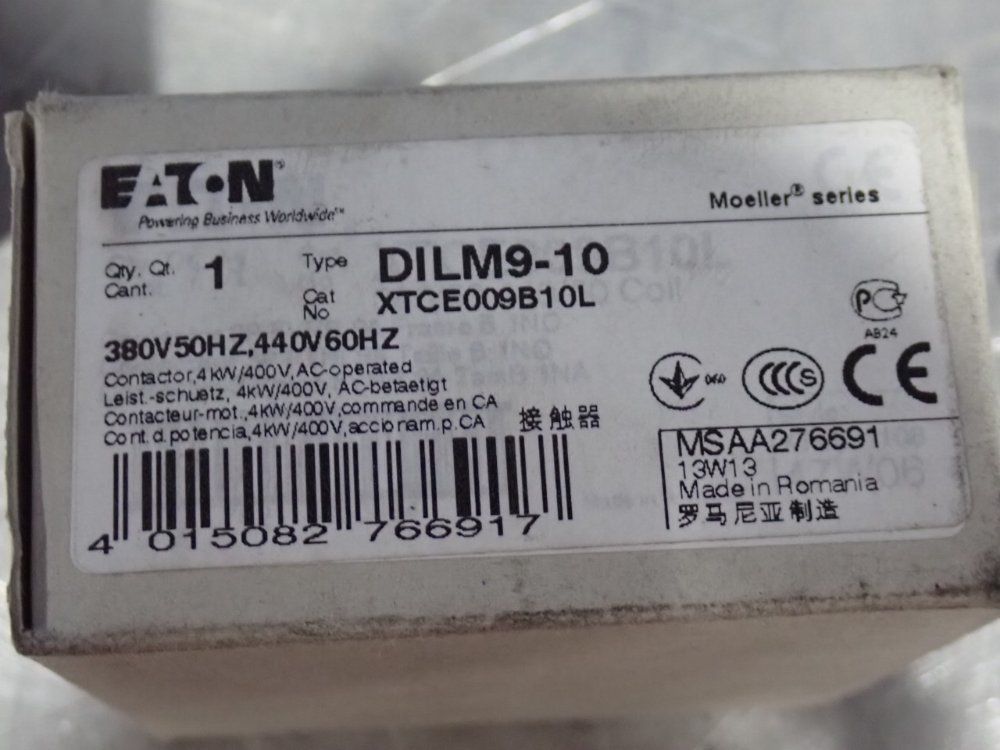 EATON®
Powering Business Worldwide™
Moeller® series
Qty. Qt. 1
Cant.
Type DILM9-10
Cat No XTCE009B10L
380V50HZ,440V60HZ
Contactor,4kW/400V,AC-operated
Leist.-schuetz, 4kW/400V, AC-betaetigt
Contacteur-mot.,4kW/400V,commande en CA
Cont.d.potencia,4kW/400V,accionam.p.CA 接触器
PC
AB24
060
S
CE
MSAA276691
13W13
Made in Romania
罗马尼亚制造
4 015082 766917